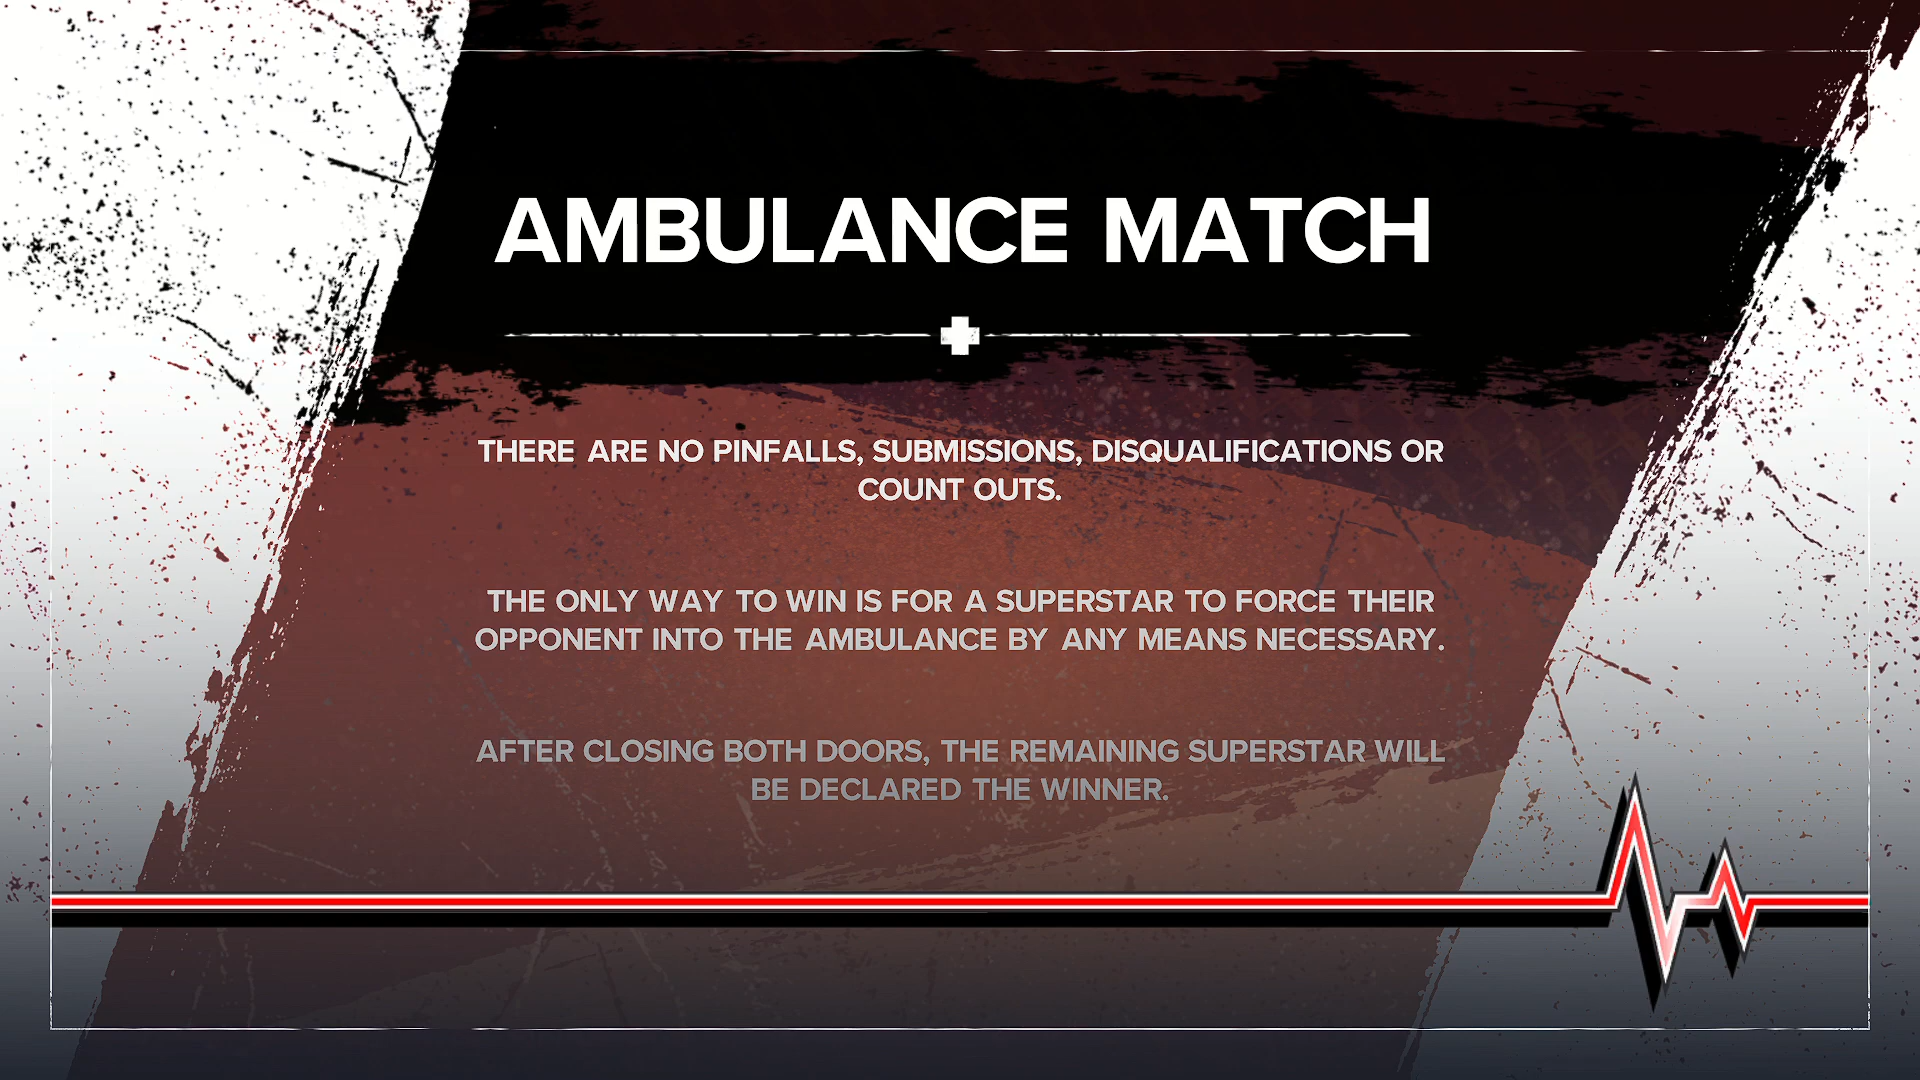 AMBULANCE MATCH
THERE ARE NO PINFALLS, SUBMISSIONS, DISQUALIFICATIONS OR
COUNT OUTS.
THE ONLY WAY TO WIN IS FOR A SUPERSTAR TO FORCE THEIR
OPPONENT INTO THE AMBULANCE BY ANY MEANS NECESSARY.
AFTER CLOSING BOTH DOORS, THE REMAINING SUPERSTAR WILL
BE DECLARED THE WINNER.